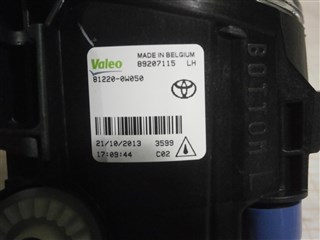 Valeo
MADE IN BELGIUM
89207115 LH
81220-0W050
21/10/2013 3599
17:09:44 C02
BOTTOM L